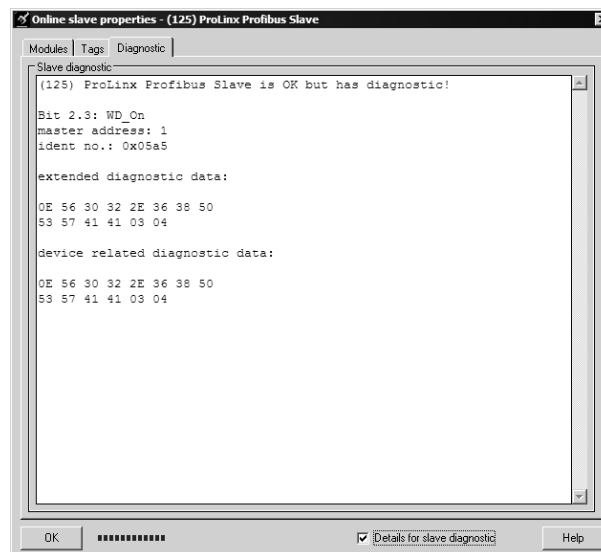 Online slave properties - (125) ProLinx Profibus Slave
Modules Tags Diagnostic
Slave diagnostic
(125) ProLinx Profibus Slave is OK but has diagnostic!
Bit 2.3: WD_On
master address: 1
ident no.: 0x05a5
extended diagnostic data:
0E 56 30 32 2E 36 38 50
53 57 41 41 03 04
device related diagnostic data:
0E 56 30 32 2E 36 38 50
53 57 41 41 03 04
OK Details for slave diagnostic Help